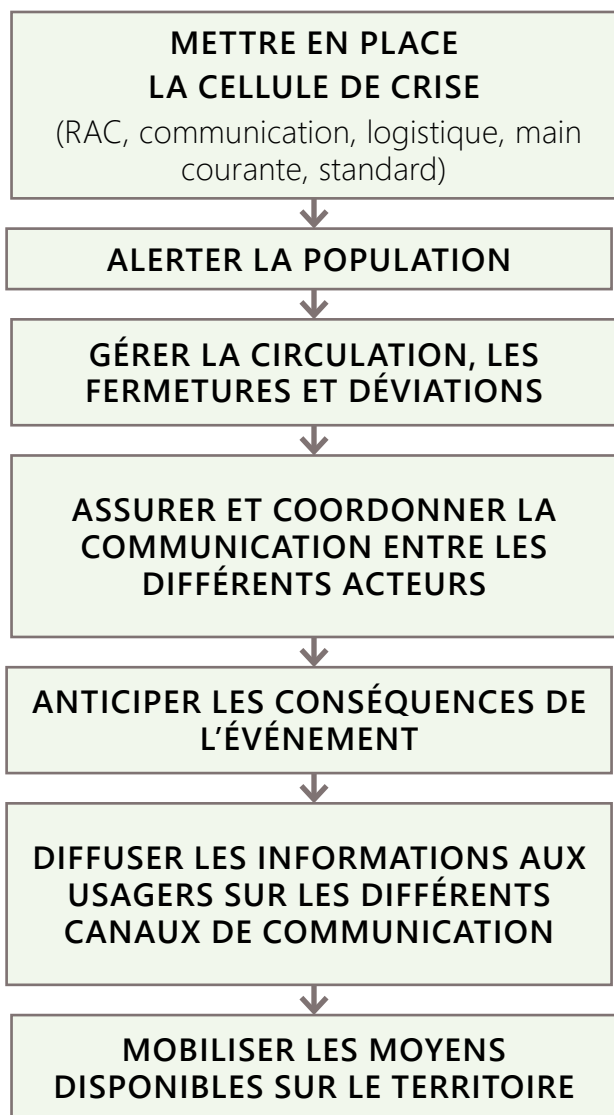 METTRE EN PLACE
LA CELLULE DE CRISE
(RAC, communication, logistique, main
courante, standard)
ALERTER LA POPULATION
GÉRER LA CIRCULATION, LES
FERMETURES ET DÉVIATIONS
ASSURER ET COORDONNER LA
COMMUNICATION ENTRE LES
DIFFÉRENTS ACTEURS
ANTICIPER LES CONSÉQUENCES DE
L’ÉVÉNEMENT
DIFFUSER LES INFORMATIONS AUX
USAGERS SUR LES DIFFÉRENTS
CANAUX DE COMMUNICATION
MOBILISER LES MOYENS
DISPONIBLES SUR LE TERRITOIRE